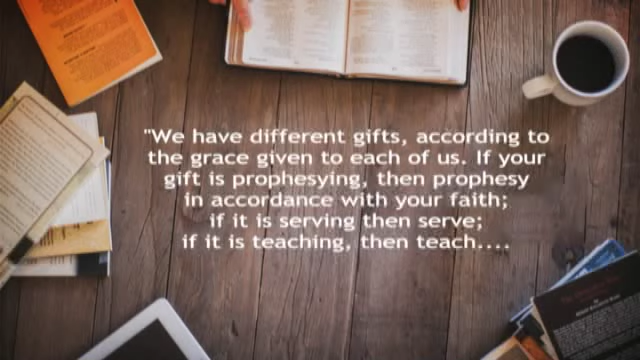 "We have different gifts, according to
the grace given to each of us. If your
gift is prophesying, then prophesy
in accordance with your faith;
if it is serving then serve;
if it is teaching, then teach....